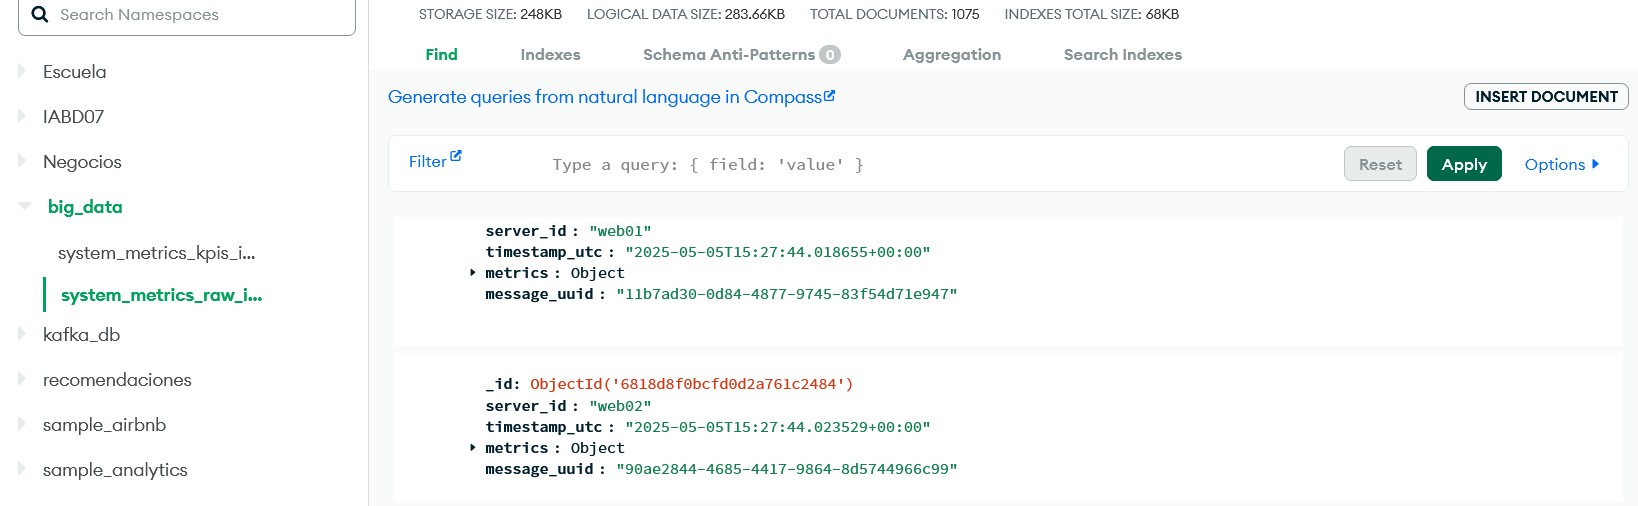 Search Namespaces
Escuela
IABD07
Negocios
big_data
system_metrics_kpis_i...
system_metrics_raw_i...
kafka_db
recomendaciones
sample_airbnb
sample_analytics
STORAGE SIZE: 248KB LOGICAL DATA SIZE: 283.66KB TOTAL DOCUMENTS: 1075 INDEXES TOTAL SIZE: 68KB
Find Indexes Schema Anti-Patterns 0 Aggregation Search Indexes
Generate queries from natural language in Compass
INSERT DOCUMENT
Filter Type a query: { field: 'value' } Reset Apply Options
server_id : "web01"
timestamp_utc : "2025-05-05T15:27:44.018655+00:00"
metrics : Object
message_uuid : "11b7ad30-0d84-4877-9745-83f54d71e947"
_id: ObjectId('6818d8f0bcfd0d2a761c2484')
server_id : "web02"
timestamp_utc : "2025-05-05T15:27:44.023529+00:00"
metrics : Object
message_uuid : "90ae2844-4685-4417-9864-8d5744966c99"